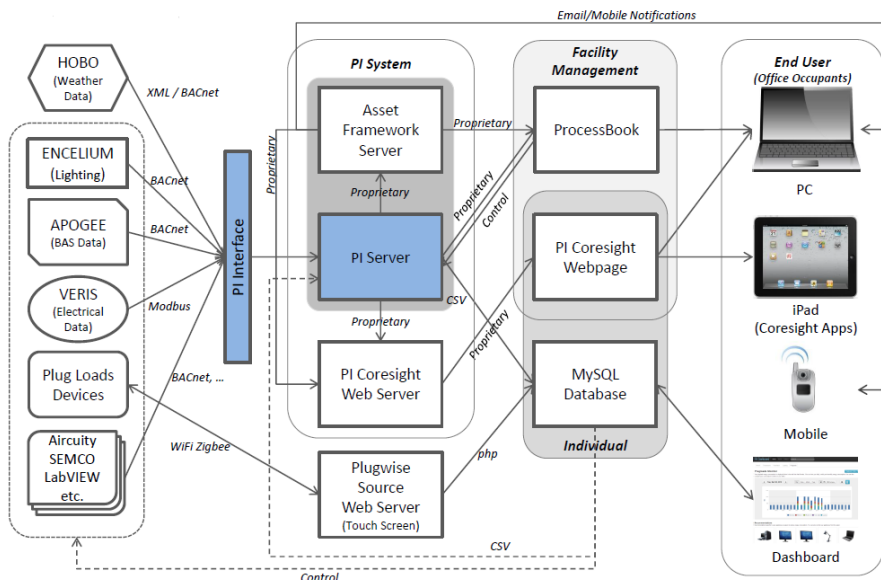 Email/Mobile Notifications
HOBO
(Weather
Data)
XML / BACnet
ENCELIUM
(Lighting)
BACnet
APOGEE
(BAS Data)
BACnet
VERIS
(Electrical
Data)
Modbus
Plug Loads
Devices
BACnet, ...
WiFi Zigbee
Aircuity
SEMCO
LabVIEW
etc.
PI Interface
PI System
Asset
Framework
Server
Proprietary
Proprietary
Proprietary
PI Server
Proprietary
PI Coresight
Web Server
Plugwise
Source
Web Server
(Touch Screen)
Proprietary
Control
CSV
Proprietary
php
CSV
Control
Facility
Management
ProcessBook
PI Coresight
Webpage
MySQL
Database
Individual
End User
(Office Occupants)
PC
iPad
(Coresight Apps)
Mobile
Dashboard